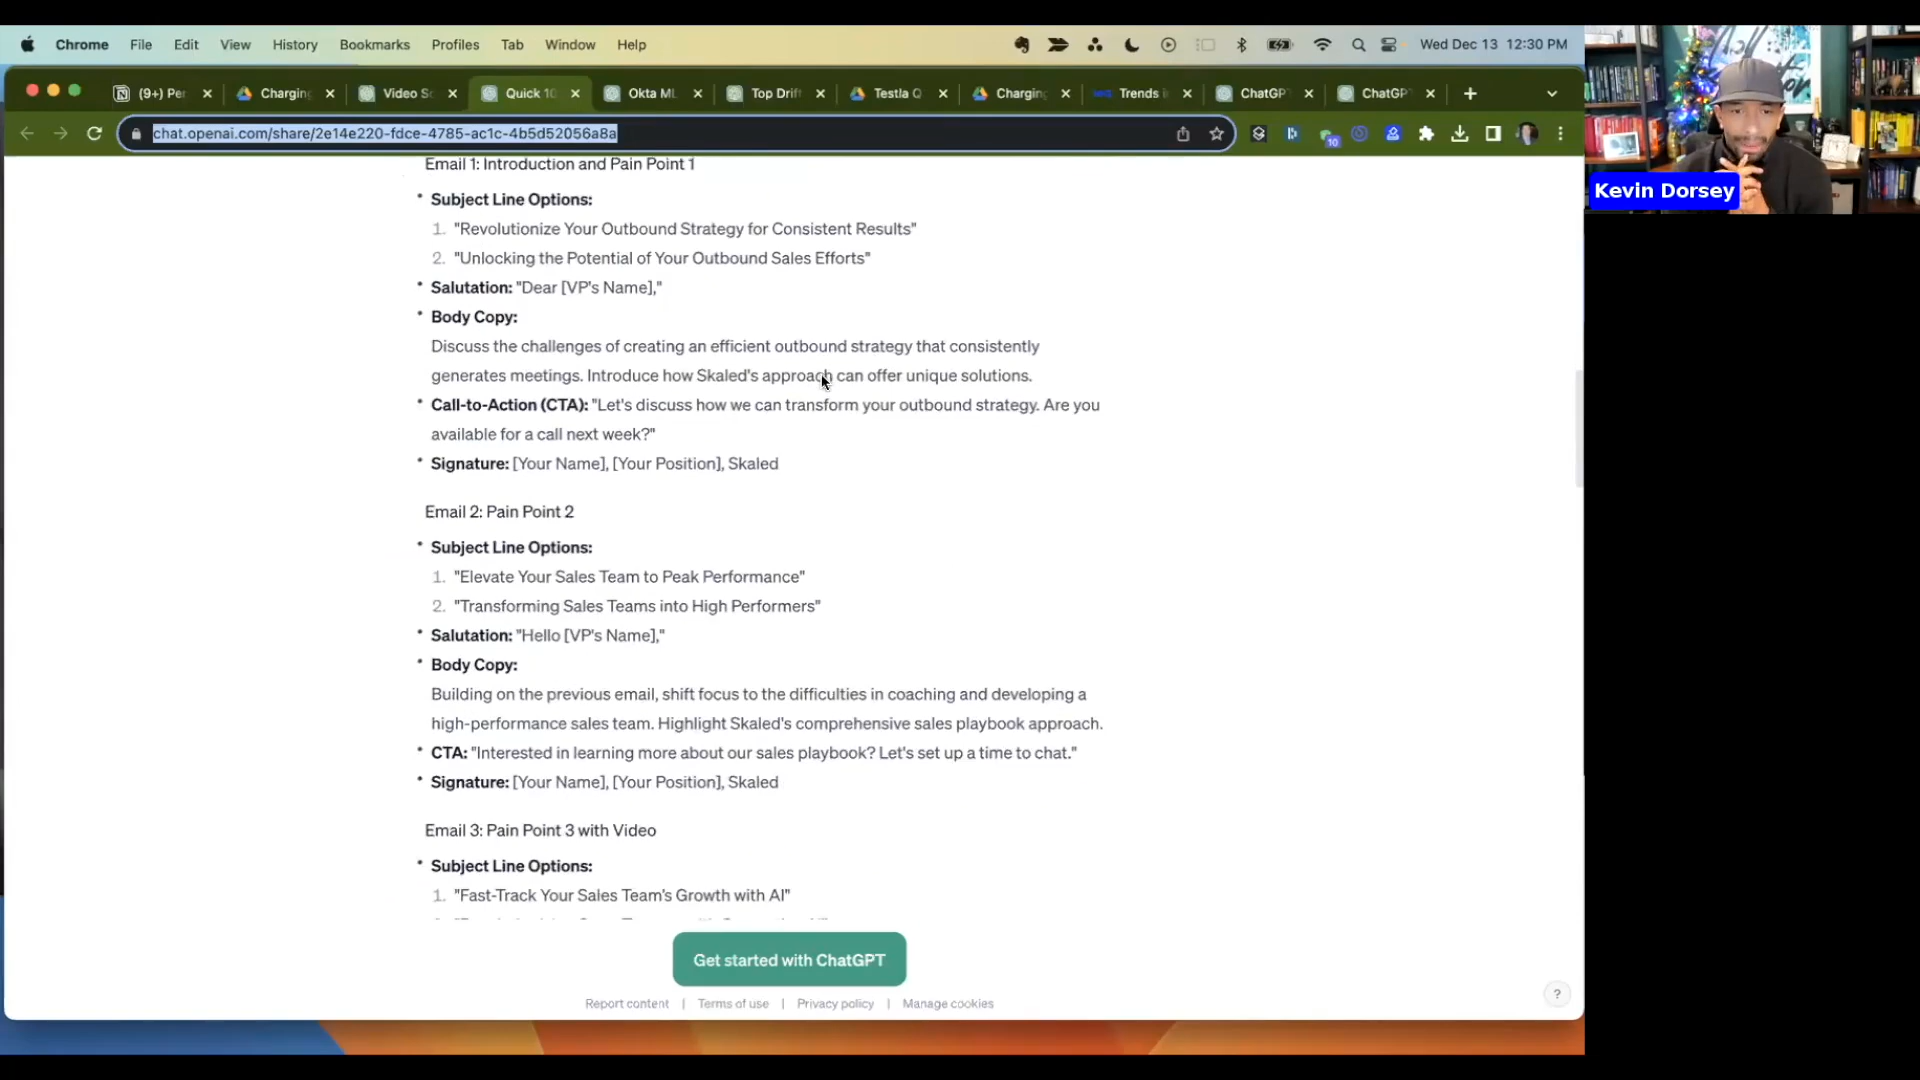 Chrome File Edit View History Bookmarks Profiles Tab Window Help Wed Dec 13 12:30 PM
(9+) Per Charging Video Sc Quick 10 Okta ML Top Drift Testla Q Charging Trends i ChatGP ChatGP
chat.openai.com/share/2e14e220-fdce-4785-ac1c-4b5d52056a8a
10
Kevin Dorsey
Email 1: Introduction and Pain Point 1
• Subject Line Options:
1. "Revolutionize Your Outbound Strategy for Consistent Results"
2. "Unlocking the Potential of Your Outbound Sales Efforts"
• Salutation: "Dear [VP's Name],"
• Body Copy:
Discuss the challenges of creating an efficient outbound strategy that consistently
generates meetings. Introduce how Skaled's approach can offer unique solutions.
• Call-to-Action (CTA): "Let's discuss how we can transform your outbound strategy. Are you
available for a call next week?"
• Signature: [Your Name], [Your Position], Skaled
Email 2: Pain Point 2
• Subject Line Options:
1. "Elevate Your Sales Team to Peak Performance"
2. "Transforming Sales Teams into High Performers"
• Salutation: "Hello [VP's Name],"
• Body Copy:
Building on the previous email, shift focus to the difficulties in coaching and developing a
high-performance sales team. Highlight Skaled's comprehensive sales playbook approach.
• CTA: "Interested in learning more about our sales playbook? Let's set up a time to chat."
• Signature: [Your Name], [Your Position], Skaled
Email 3: Pain Point 3 with Video
• Subject Line Options:
1. "Fast-Track Your Sales Team's Growth with AI"
Get started with ChatGPT
Report content | Terms of use | Privacy policy | Manage cookies
?